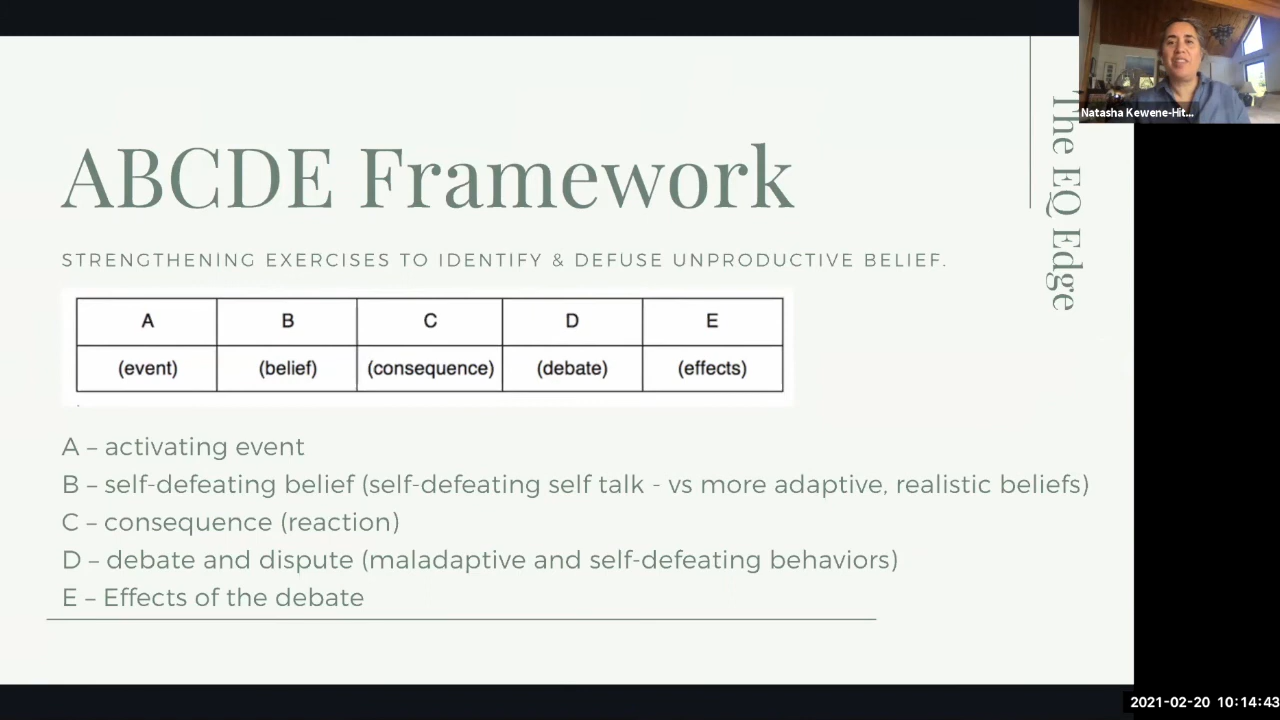 ABCDE Framework
STRENGTHENING EXERCISES TO IDENTIFY & DEFUSE UNPRODUCTIVE BELIEF.
A B C D E
(event) (belief) (consequence) (debate) (effects)
A – activating event
B – self-defeating belief (self-defeating self talk - vs more adaptive, realistic beliefs)
C – consequence (reaction)
D – debate and dispute (maladaptive and self-defeating behaviors)
E – Effects of the debate
The EQ Edge
Natasha Kewene-Hit...
2021-02-20 10:14:43